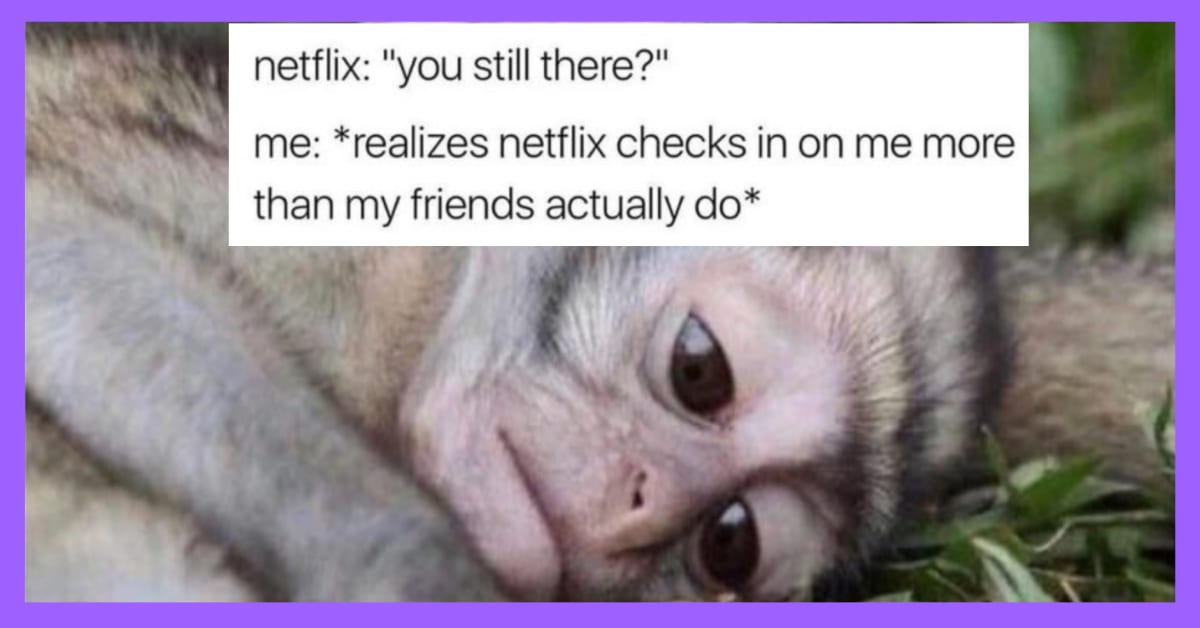 netflix: "you still there?"
me: *realizes netflix checks in on me more
than my friends actually do*